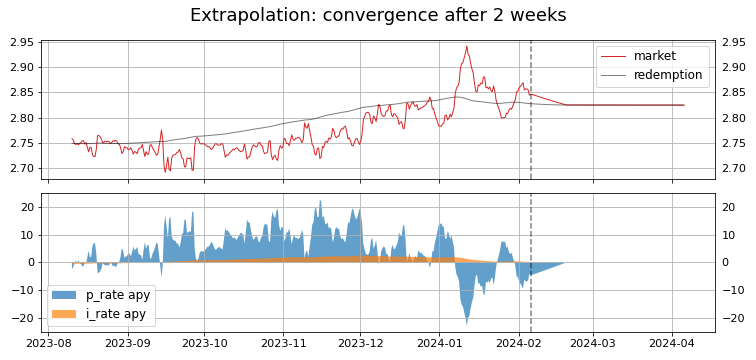 Extrapolation: convergence after 2 weeks
2.95 2.95
2.90 2.90
2.85 2.85
2.80 2.80
2.75 2.75
2.70 2.70
market
redemption
20 20
10 10
0 0
−10 −10
−20 −20
p_rate apy
i_rate apy
2023-08 2023-09 2023-10 2023-11 2023-12 2024-01 2024-02 2024-03 2024-04